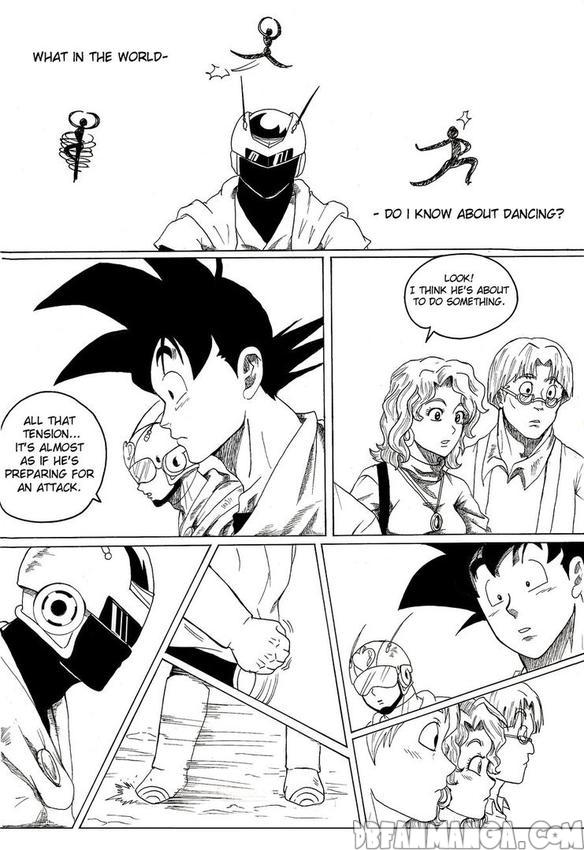 WHAT IN THE WORLD-
- DO I KNOW ABOUT DANCING?
ALL THAT
TENSION...
IT'S ALMOST
AS IF HE'S
PREPARING FOR
AN ATTACK.
LOOK!
I THINK HE'S ABOUT
TO DO SOMETHING.
DBFANMANGA.COM